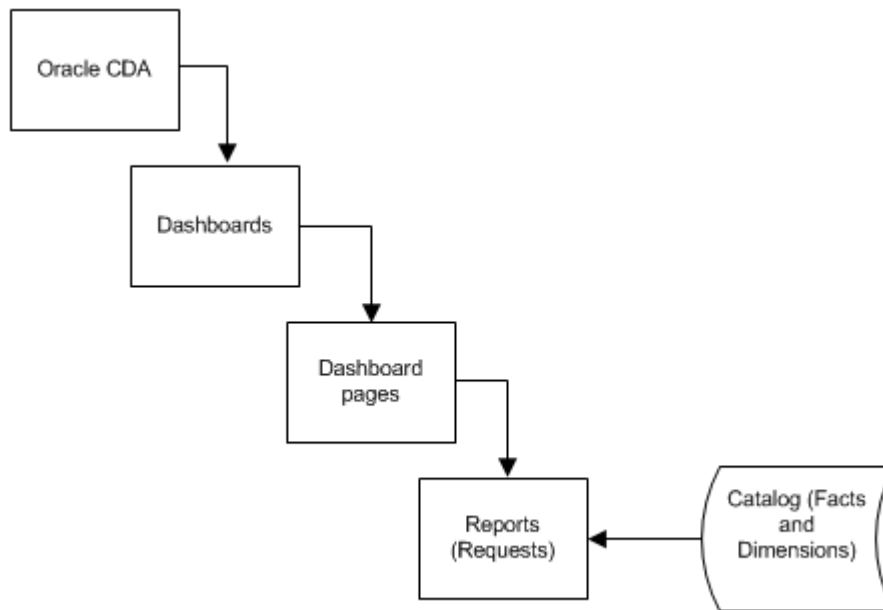 Oracle CDA
Dashboards
Dashboard
pages
Reports
(Requests)
Catalog (Facts
and
Dimensions)